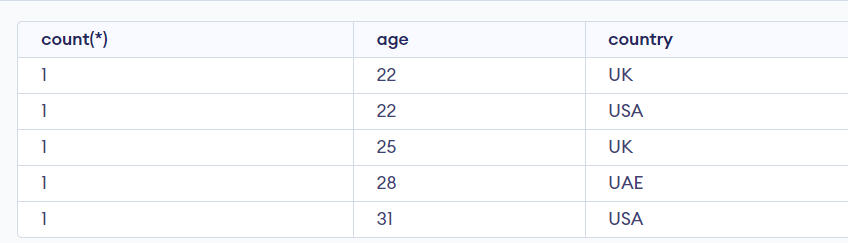 count(*) age country
1 22 UK
1 22 USA
1 25 UK
1 28 UAE
1 31 USA